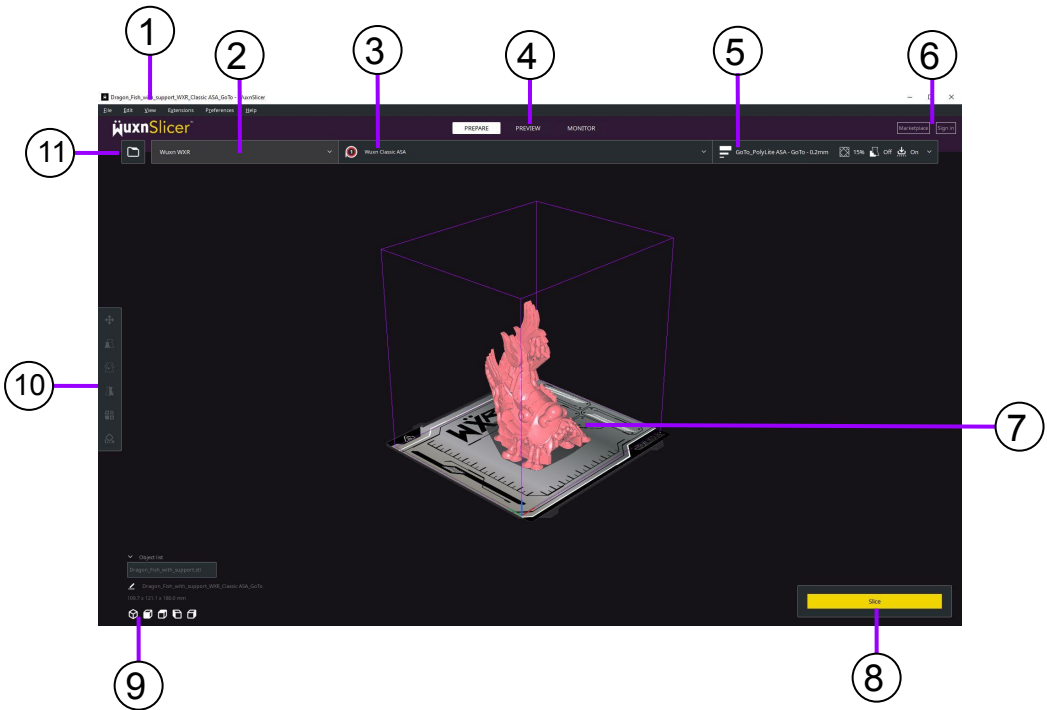 1
2
3
4
5
6
Dragon_Fish_with_support_WXR_Classic ASA_GoTo - WuxnSlicer
File Edit View Extensions Preferences Help
ẄuxnSlicer
PREPARE PREVIEW MONITOR
Marketplace Sign in
11
Wuxn WXR
1
Wuxn Classic ASA
GoTo_PolyLite ASA - GoTo - 0.2mm 15% Off On
10
WXR
7
Object list
Dragon_Fish_with_support.stl
Dragon_Fish_with_support_WXR_Classic ASA_GoTo
Slice
9
8